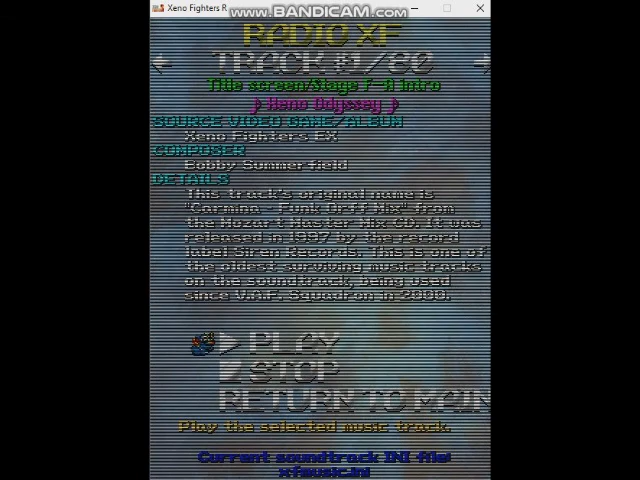 Xeno Fighters R
www.BANDICAM.com
RADIO XF
TRACK #1/80
Title screen/Stage F-A intro
♪ Xeno Odyssey ♪
SOURCE VIDEO GAME/ALBUM
Xeno Fighters EX
COMPOSER
Bobby Summerfield
DETAILS
This track's original name is
"Carmina - Funk Orff Mix" from
the Mozart Master Mix CD. It was
released in 1997 by the record
label Siren Records. This is one of
the oldest surviving music tracks
on the soundtrack, being used
since V.A.F. Squadron in 2000.
PLAY
STOP
RETURN TO MAIN
Play the selected music track.
Current soundtrack INI file:
xfmusic.ini